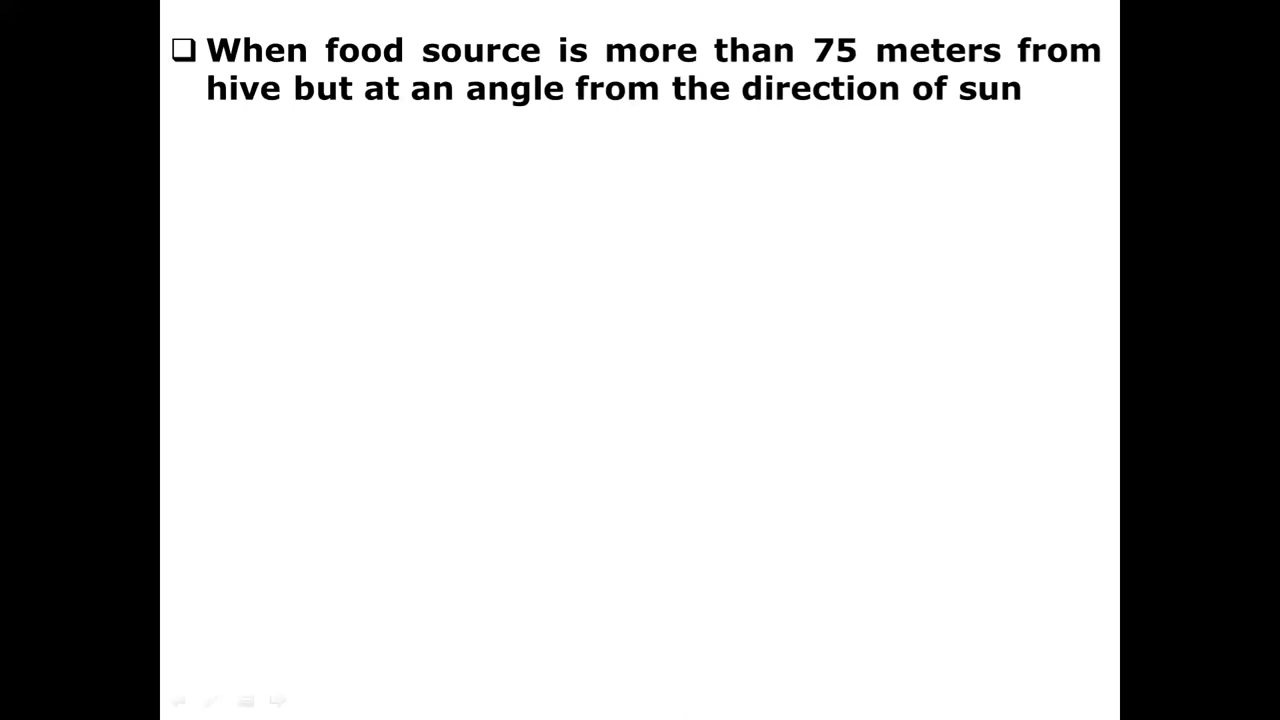 ❑ When food source is more than 75 meters from
hive but at an angle from the direction of sun